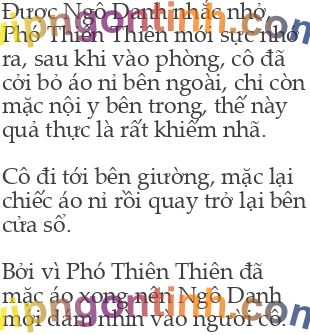 Được Ngô Danh nhắc nhở,
Phó Thiên Thiên mới sực nhớ
ra, sau khi vào phòng, cô đã
cởi bỏ áo nỉ bên ngoài, chỉ còn
mặc nội y bên trong, thế này
quả thực là rất khiếm nhã.
Cô đi tới bên giường, mặc lại
chiếc áo nỉ rồi quay trở lại bên
cửa sổ.
Bởi vì Phó Thiên Thiên đã
mặc áo xong nên Ngô Danh
mới dám nhìn vào người cô.